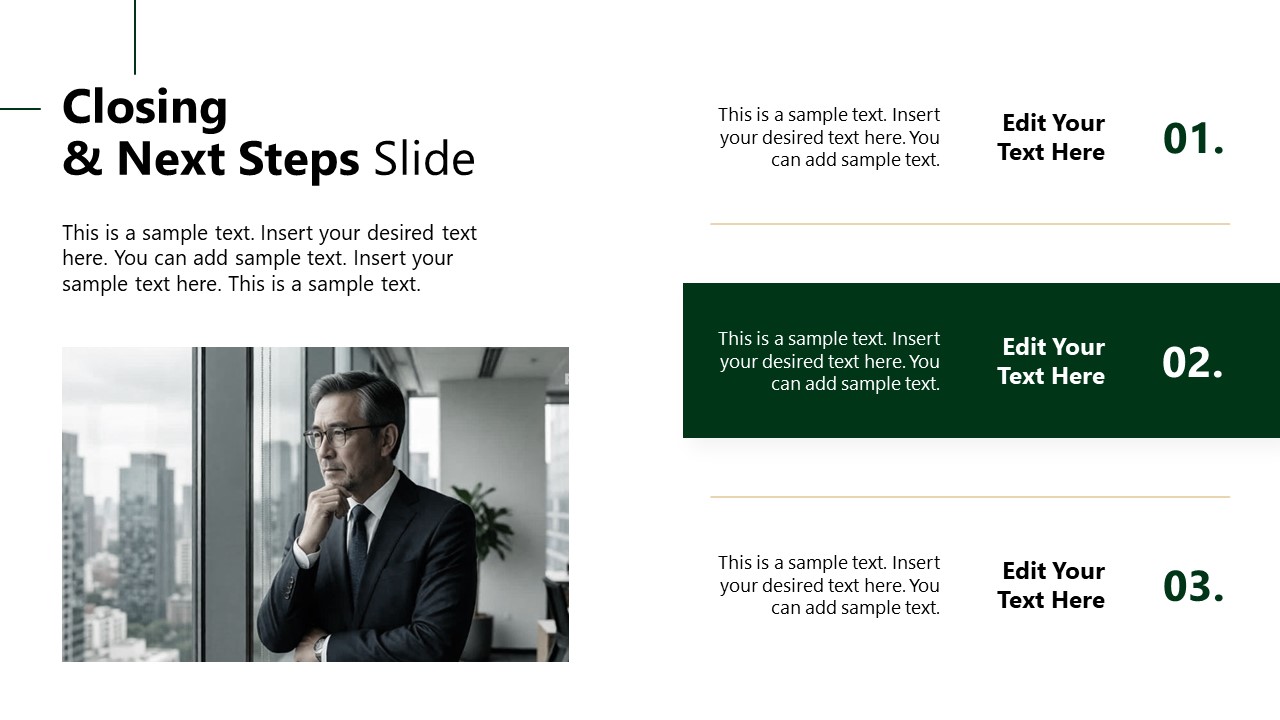 Closing
& Next Steps Slide
This is a sample text. Insert your desired text
here. You can add sample text. Insert your
sample text here. This is a sample text.
This is a sample text. Insert
your desired text here. You
can add sample text.
Edit Your
Text Here
01.
This is a sample text. Insert
your desired text here. You
can add sample text.
Edit Your
Text Here
02.
This is a sample text. Insert
your desired text here. You
can add sample text.
Edit Your
Text Here
03.